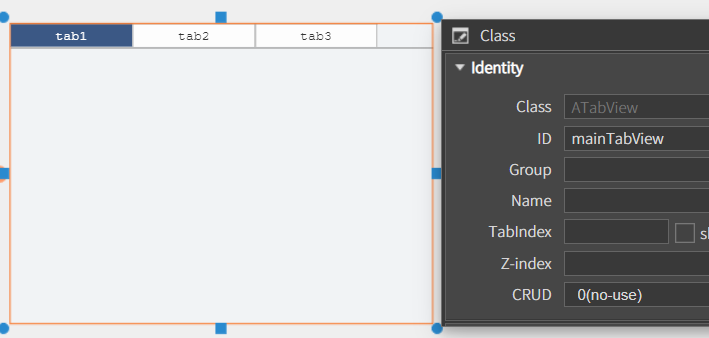 tab1 tab2 tab3
Class
Identity
Class ATabView
ID mainTabView
Group
Name
TabIndex
Z-index
CRUD 0(no-use)